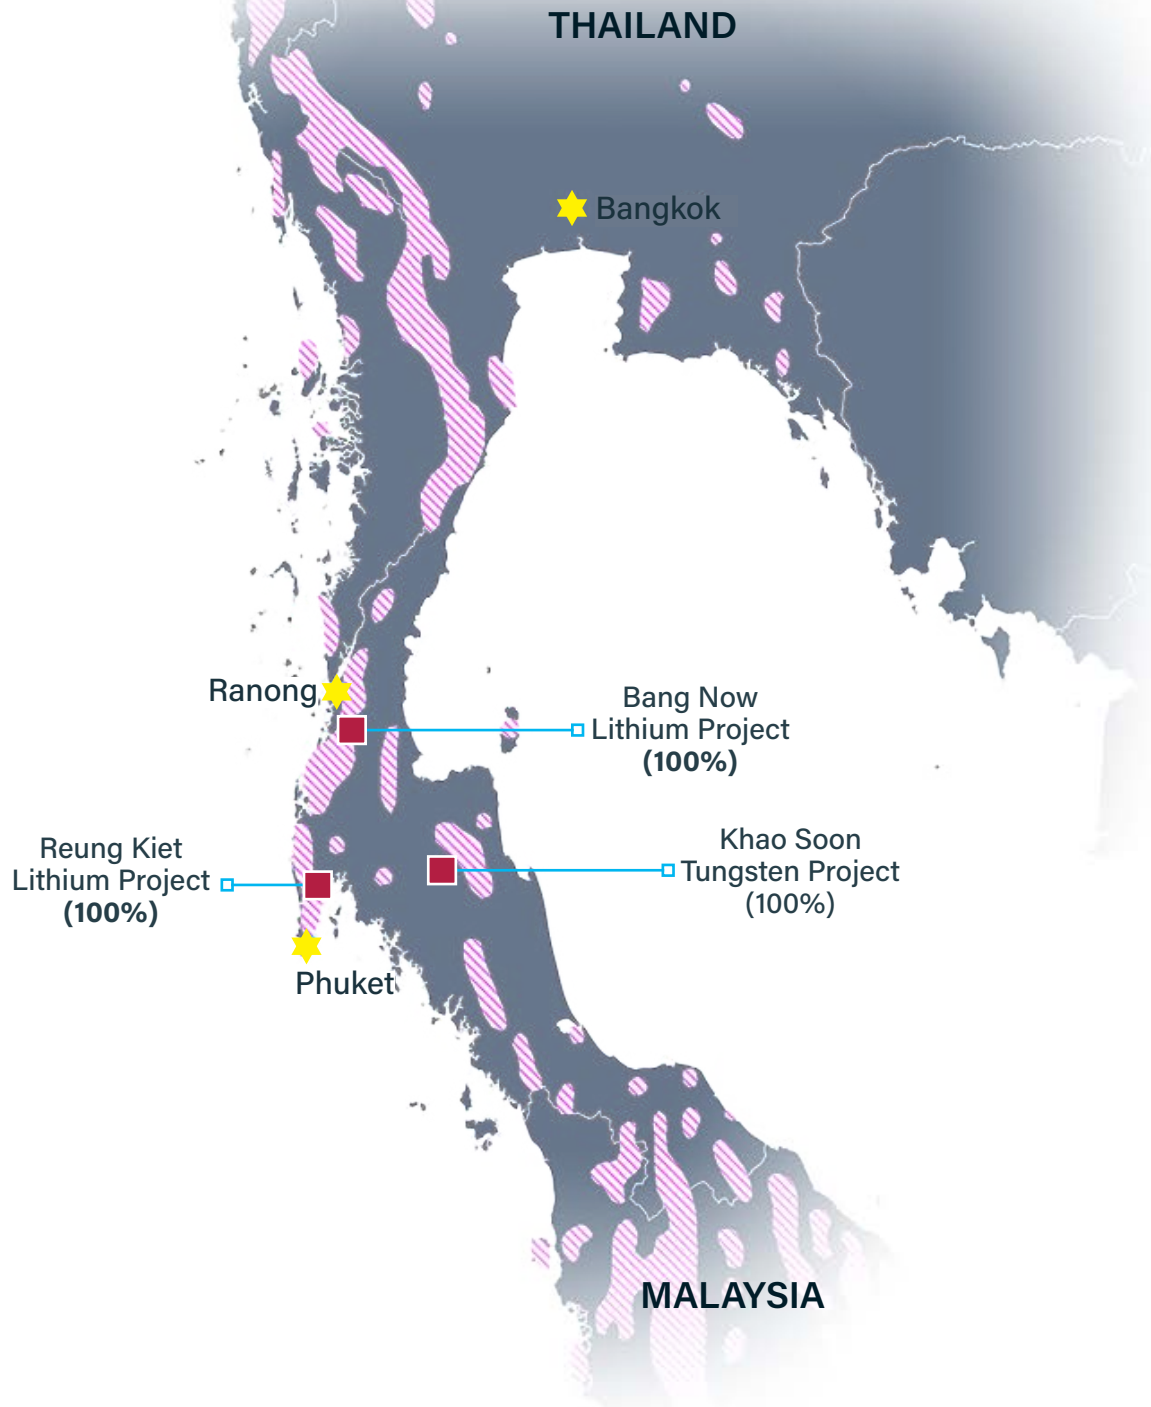 THAILAND
Bangkok
Ranong
Bang Now
Lithium Project
(100%)
Khao Soon
Tungsten Project
(100%)
Reung Kiet
Lithium Project
(100%)
Phuket
MALAYSIA